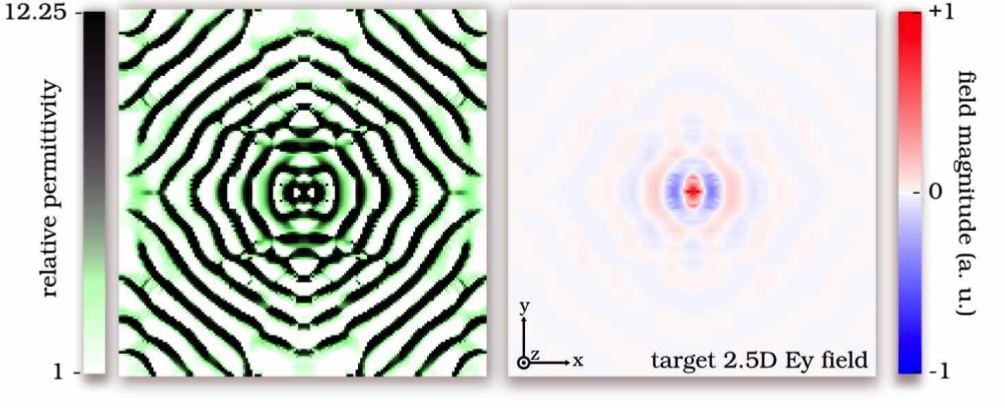 12.25
relative permittivity
1
y
z
x
target 2.5D Ey field
+1
0
-1
field magnitude (a. u.)